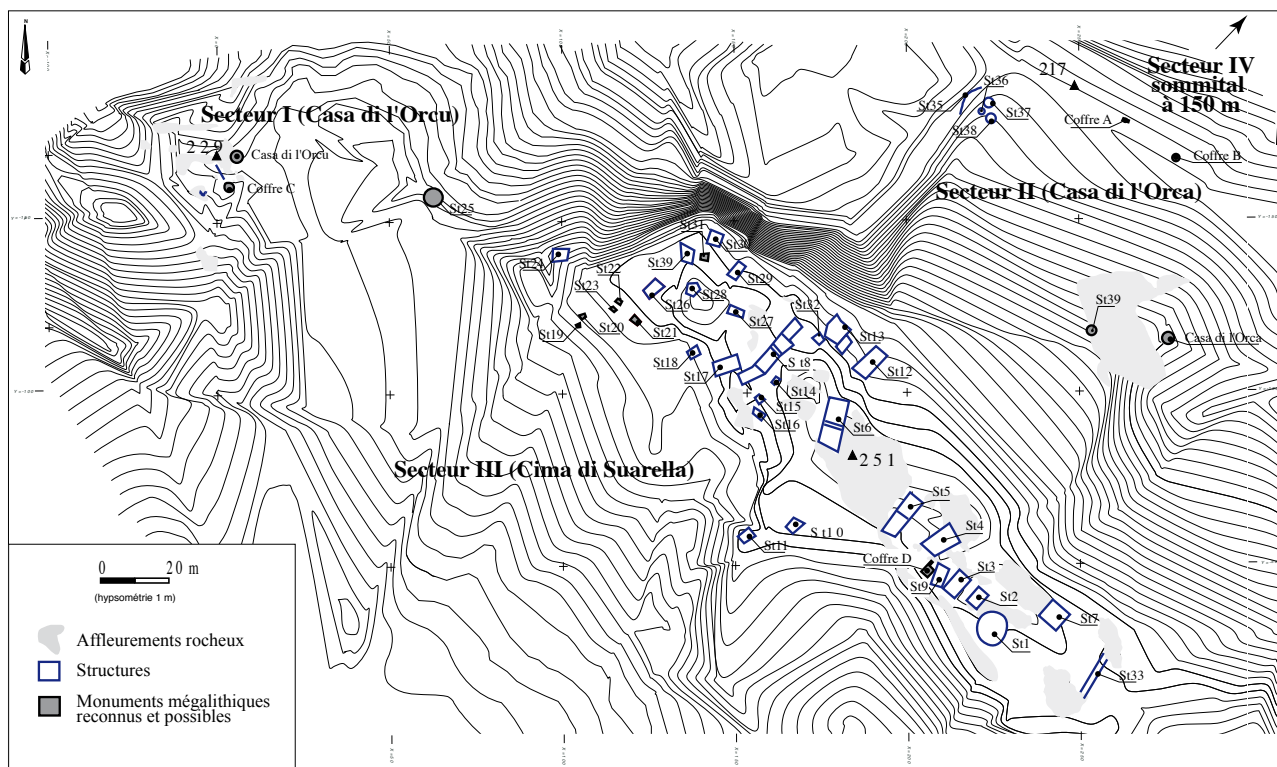 N
Secteur IV
sommital
à 150 m
217
St36
St35
St37
St38
Coffre A
Coffre B
Secteur I (Casa di l'Orcu)
229
Casa di l'Orcu
Coffre C
St25
Secteur II (Casa di l'Orca)
St31
St30
St24
St39
St29
St22
St23
St28
St26
St32
St27
St13
St39
Casa di l'Orca
St19
St20
St21
St18
St17
S t8
St12
St14
St15
St16
St6
251
Secteur III (Cima di Suarella)
St5
St4
S t1 0
St11
Coffre D
St3
St9
St2
St7
St1
St33
0 20 m
(hypsométrie 1 m)
Affleurements rocheux
Structures
Monuments mégalithiques
reconnus et possibles